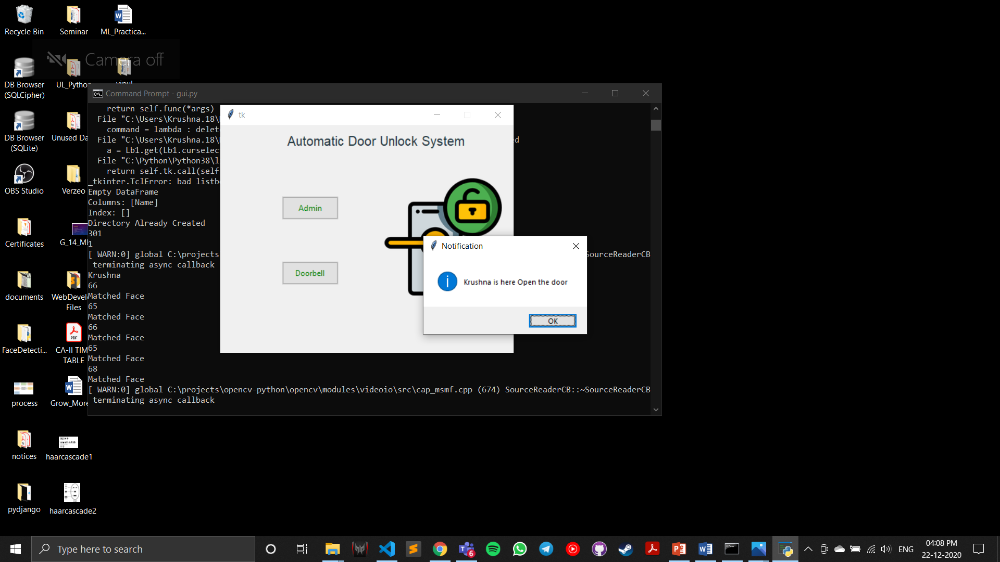 Recycle Bin
Seminar
ML_Practica...
Camera off
DB Browser
(SQLCipher)
UL_Python
DB Browser
(SQLite)
Unused Da
OBS Studio
Verzeo
Certificates
G_14_MI
documents
WebDevel
Files
FaceDetecti...
CA-II TIM
TABLE
PDF
process
Grow_More
notices
haarcascade1
pydjango
haarcascade2
Command Prompt - gui.py
return self.func(*args)
File "C:\Users\Krushna.18\
command = lambda : delet
File "C:\Users\Krushna.18\
a = Lb1.get(Lb1.curselect
File "C:\Python\Python38\l
return self.tk.call(self
_tkinter.TclError: bad listb
Empty DataFrame
Columns: [Name]
Index: []
Directory Already Created
301
1
[ WARN:0] global C:\projects SourceReaderCB
terminating async callback
Krushna
66
Matched Face
65
Matched Face
66
Matched Face
65
Matched Face
68
Matched Face
[ WARN:0] global C:\projects\opencv-python\opencv\modules\videoio\src\cap_msmf.cpp (674) SourceReaderCB::~SourceReaderCB
terminating async callback
tk
Automatic Door Unlock System
Admin
Doorbell
Notification
Krushna is here Open the door
OK
Type here to search
6
ENG
04:08 PM
22-12-2020